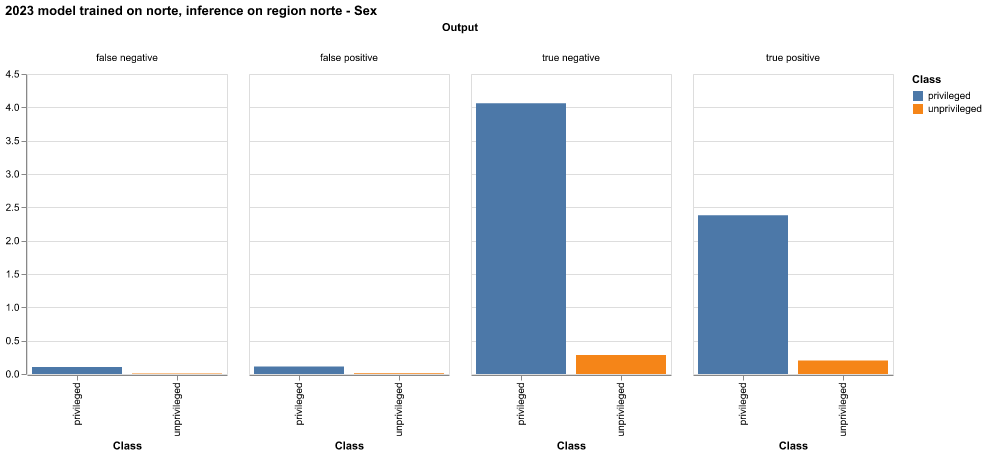 2023 model trained on norte, inference on region norte - Sex
Output
false negative
false positive
true negative
true positive
4.5
4.0
3.5
3.0
2.5
2.0
1.5
1.0
0.5
0.0
privileged
unprivileged
privileged
unprivileged
privileged
unprivileged
privileged
unprivileged
Class
Class
Class
Class
Class
privileged
unprivileged